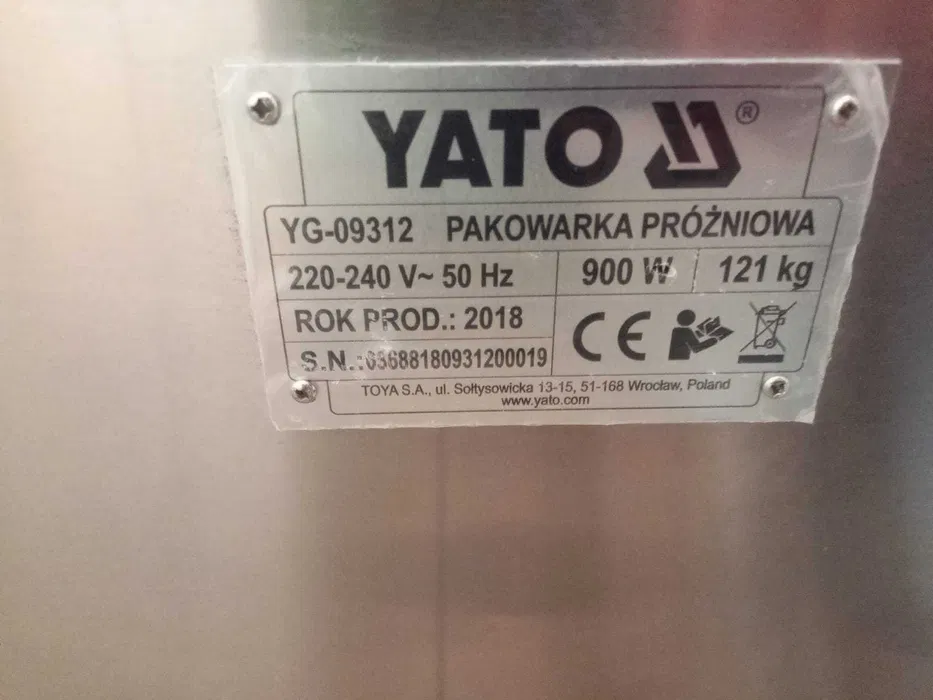 YATO ®
YG-09312 PAKOWARKA PRÓŻNIOWA
220-240 V~ 50 Hz 900 W 121 kg
ROK PROD.: 2018
S.N.:63688180931200019
CE
TOYA S.A., ul. Sołtysowicka 13-15, 51-168 Wrocław, Poland
www.yato.com